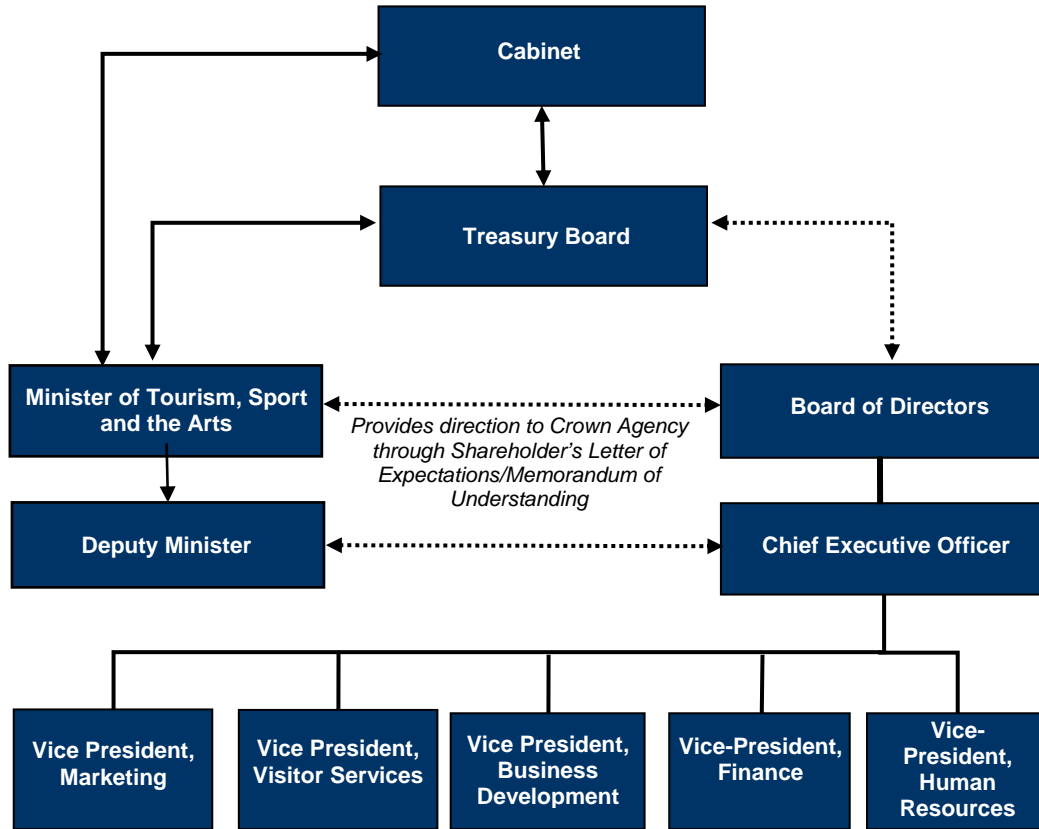 Cabinet
Treasury Board
Minister of Tourism, Sport
and the Arts
Provides direction to Crown Agency
through Shareholder’s Letter of
Expectations/Memorandum of
Understanding
Board of Directors
Deputy Minister
Chief Executive Officer
Vice President,
Marketing
Vice President,
Visitor Services
Vice President,
Business
Development
Vice-President,
Finance
Vice-
President,
Human
Resources